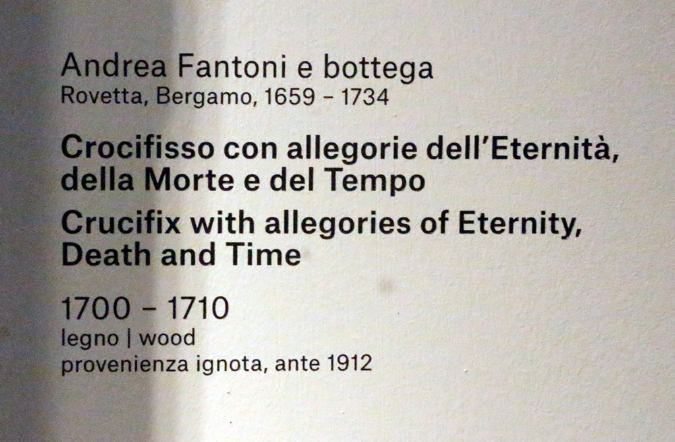 Andrea Fantoni e bottega
Rovetta, Bergamo, 1659 – 1734
Crocifisso con allegorie dell'Eternità,
della Morte e del Tempo
Crucifix with allegories of Eternity,
Death and Time
1700 – 1710
legno | wood
provenienza ignota, ante 1912